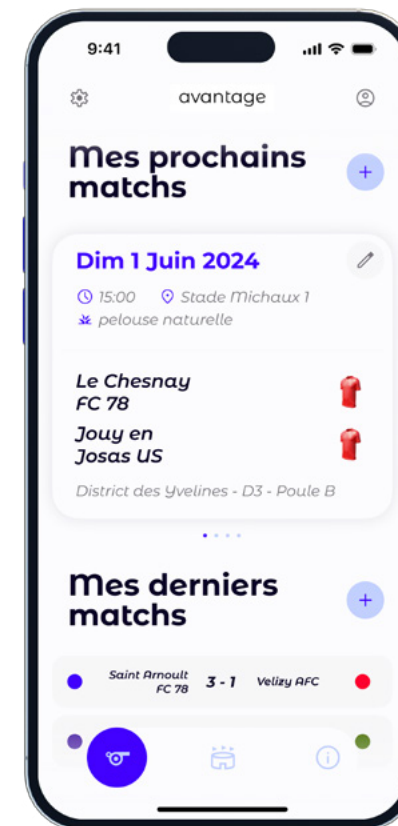 9:41
avantage
Mes prochains
matchs
+
Dim 1 Juin 2024
15:00 Stade Michaux 1
pelouse naturelle
Le Chesnay
FC 78
Jouy en
Josas US
District des Yvelines - D3 - Poule B
Mes derniers
matchs
+
Saint Arnoult
FC 78
3 - 1
Velizy AFC